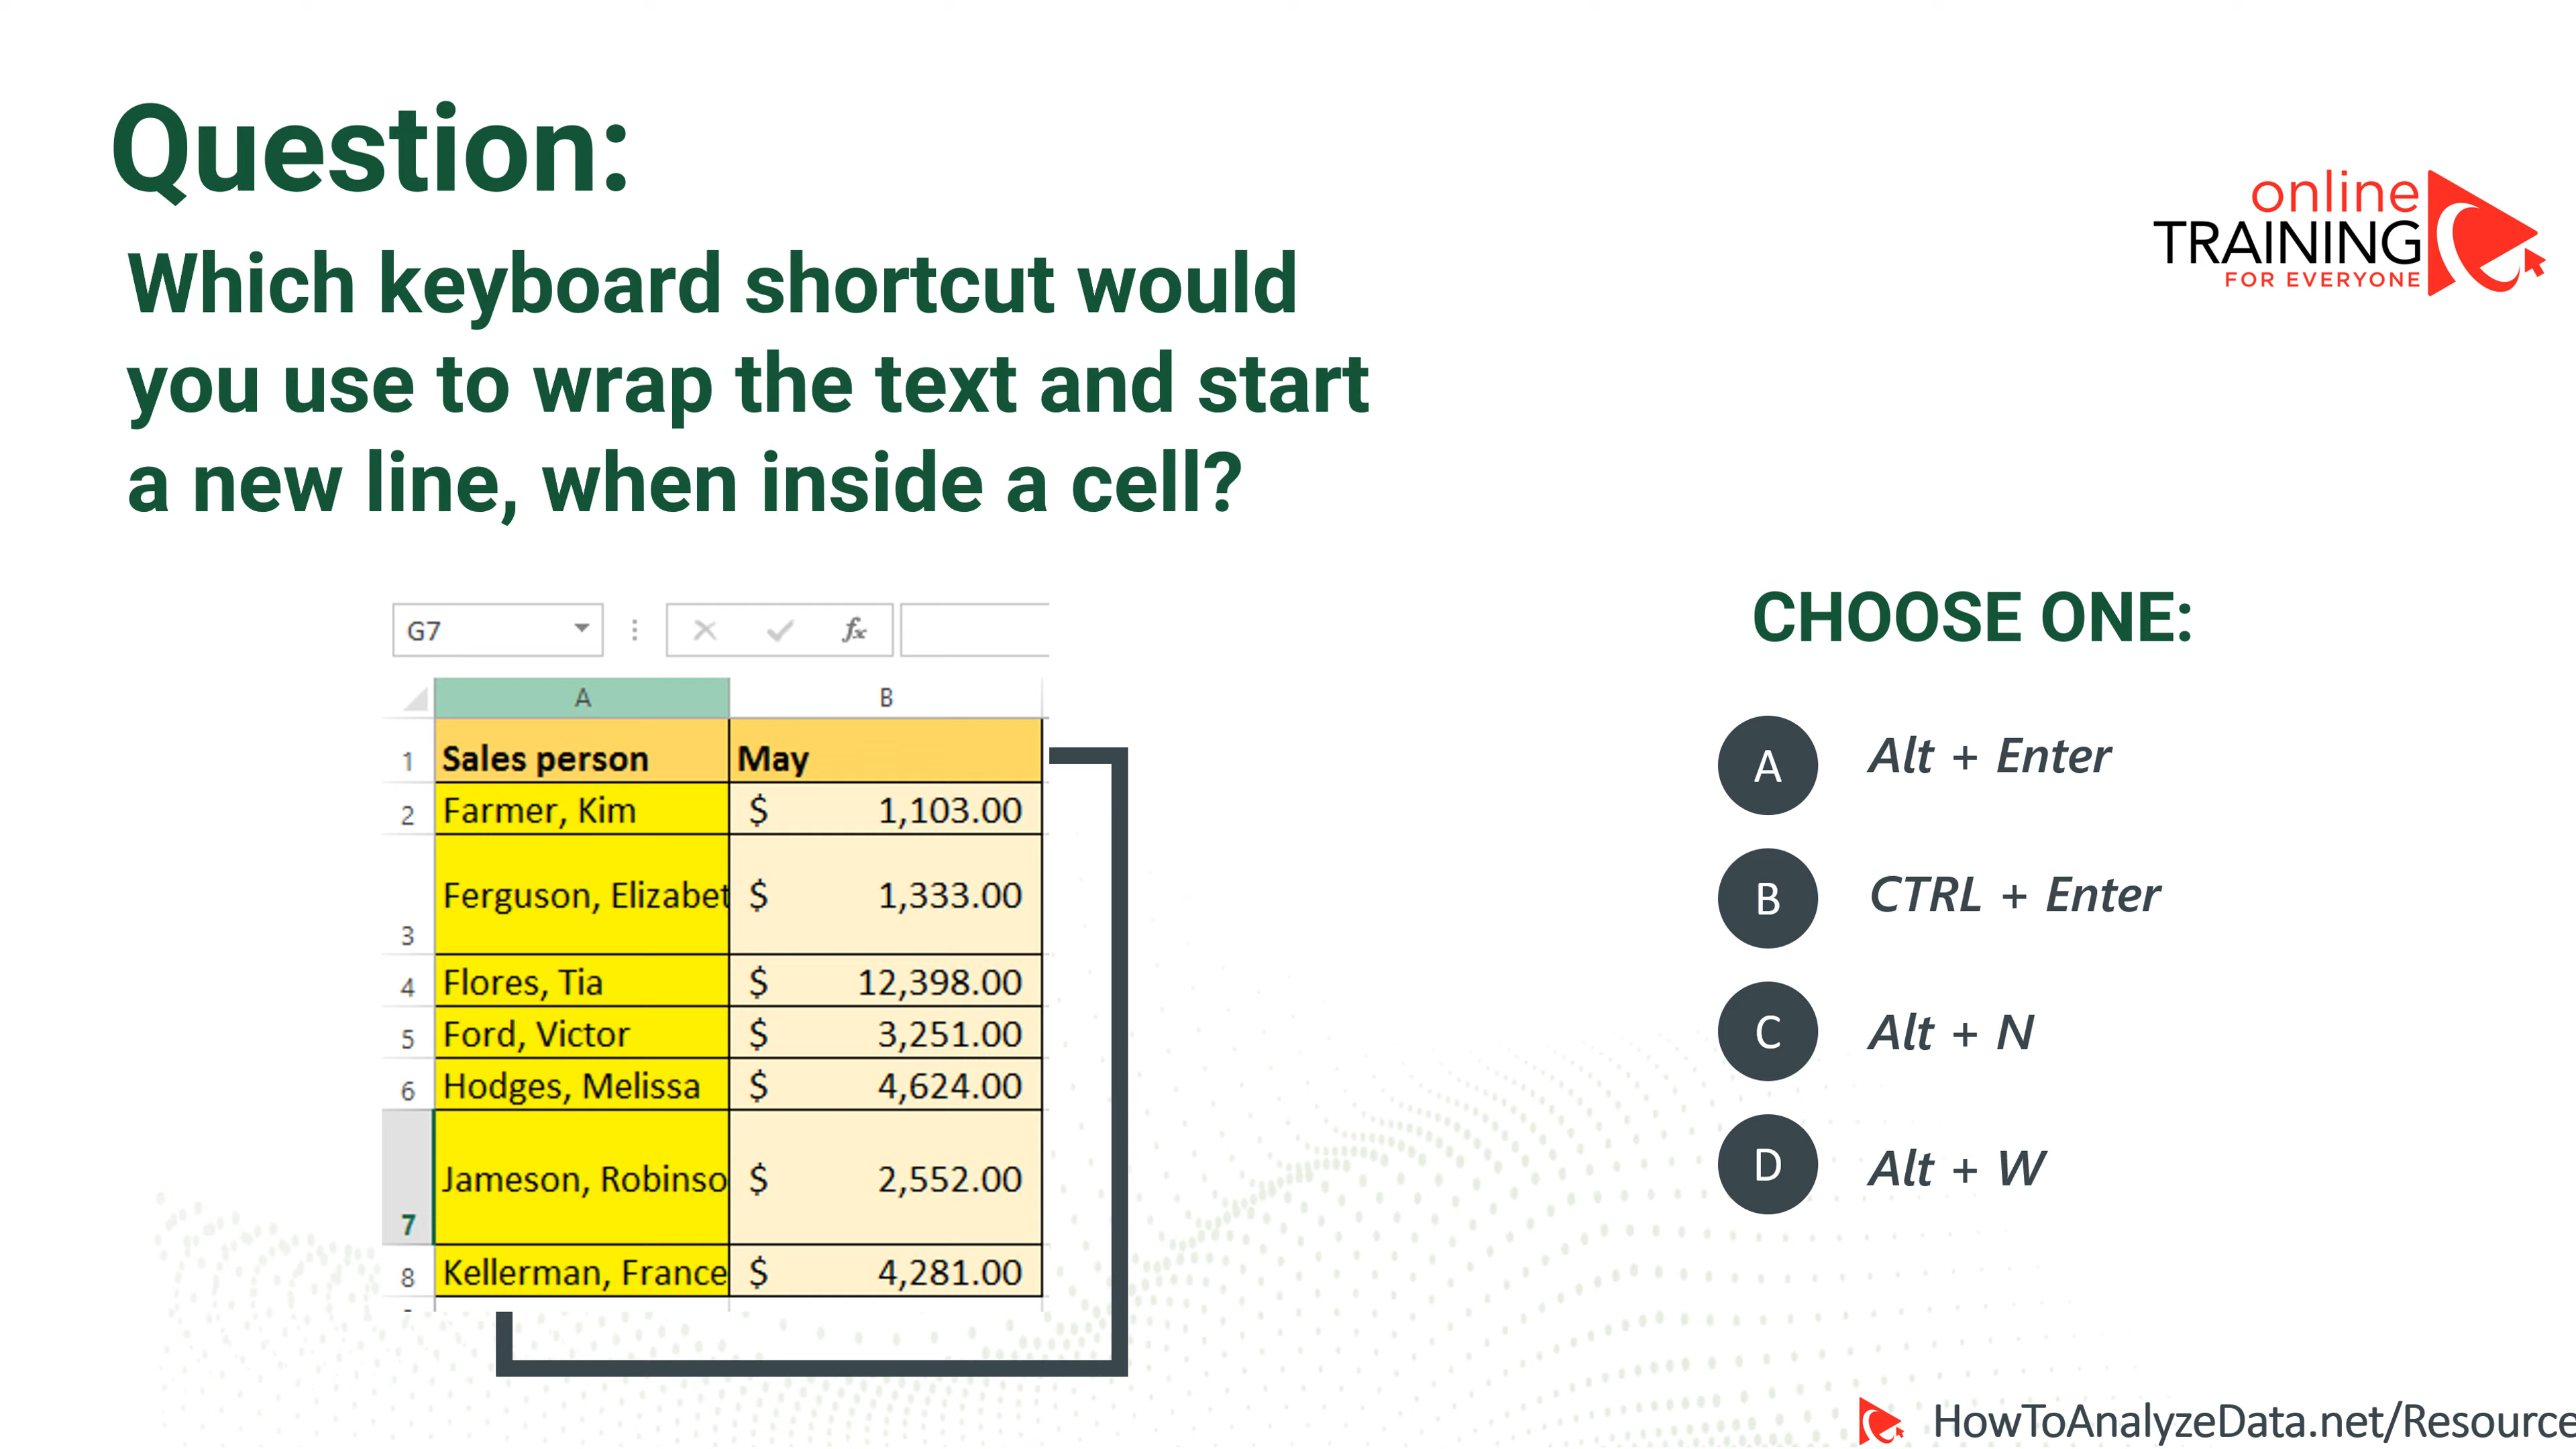 Question:
Which keyboard shortcut would
you use to wrap the text and start
a new line, when inside a cell?
online
TRAINING
FOR EVERYONE
G7 fx
A B
1 Sales person May
2 Farmer, Kim $ 1,103.00
3 Ferguson, Elizabet $ 1,333.00
4 Flores, Tia $ 12,398.00
5 Ford, Victor $ 3,251.00
6 Hodges, Melissa $ 4,624.00
7 Jameson, Robinso $ 2,552.00
8 Kellerman, France $ 4,281.00
CHOOSE ONE:
A Alt + Enter
B CTRL + Enter
C Alt + N
D Alt + W
HowToAnalyzeData.net/Resource